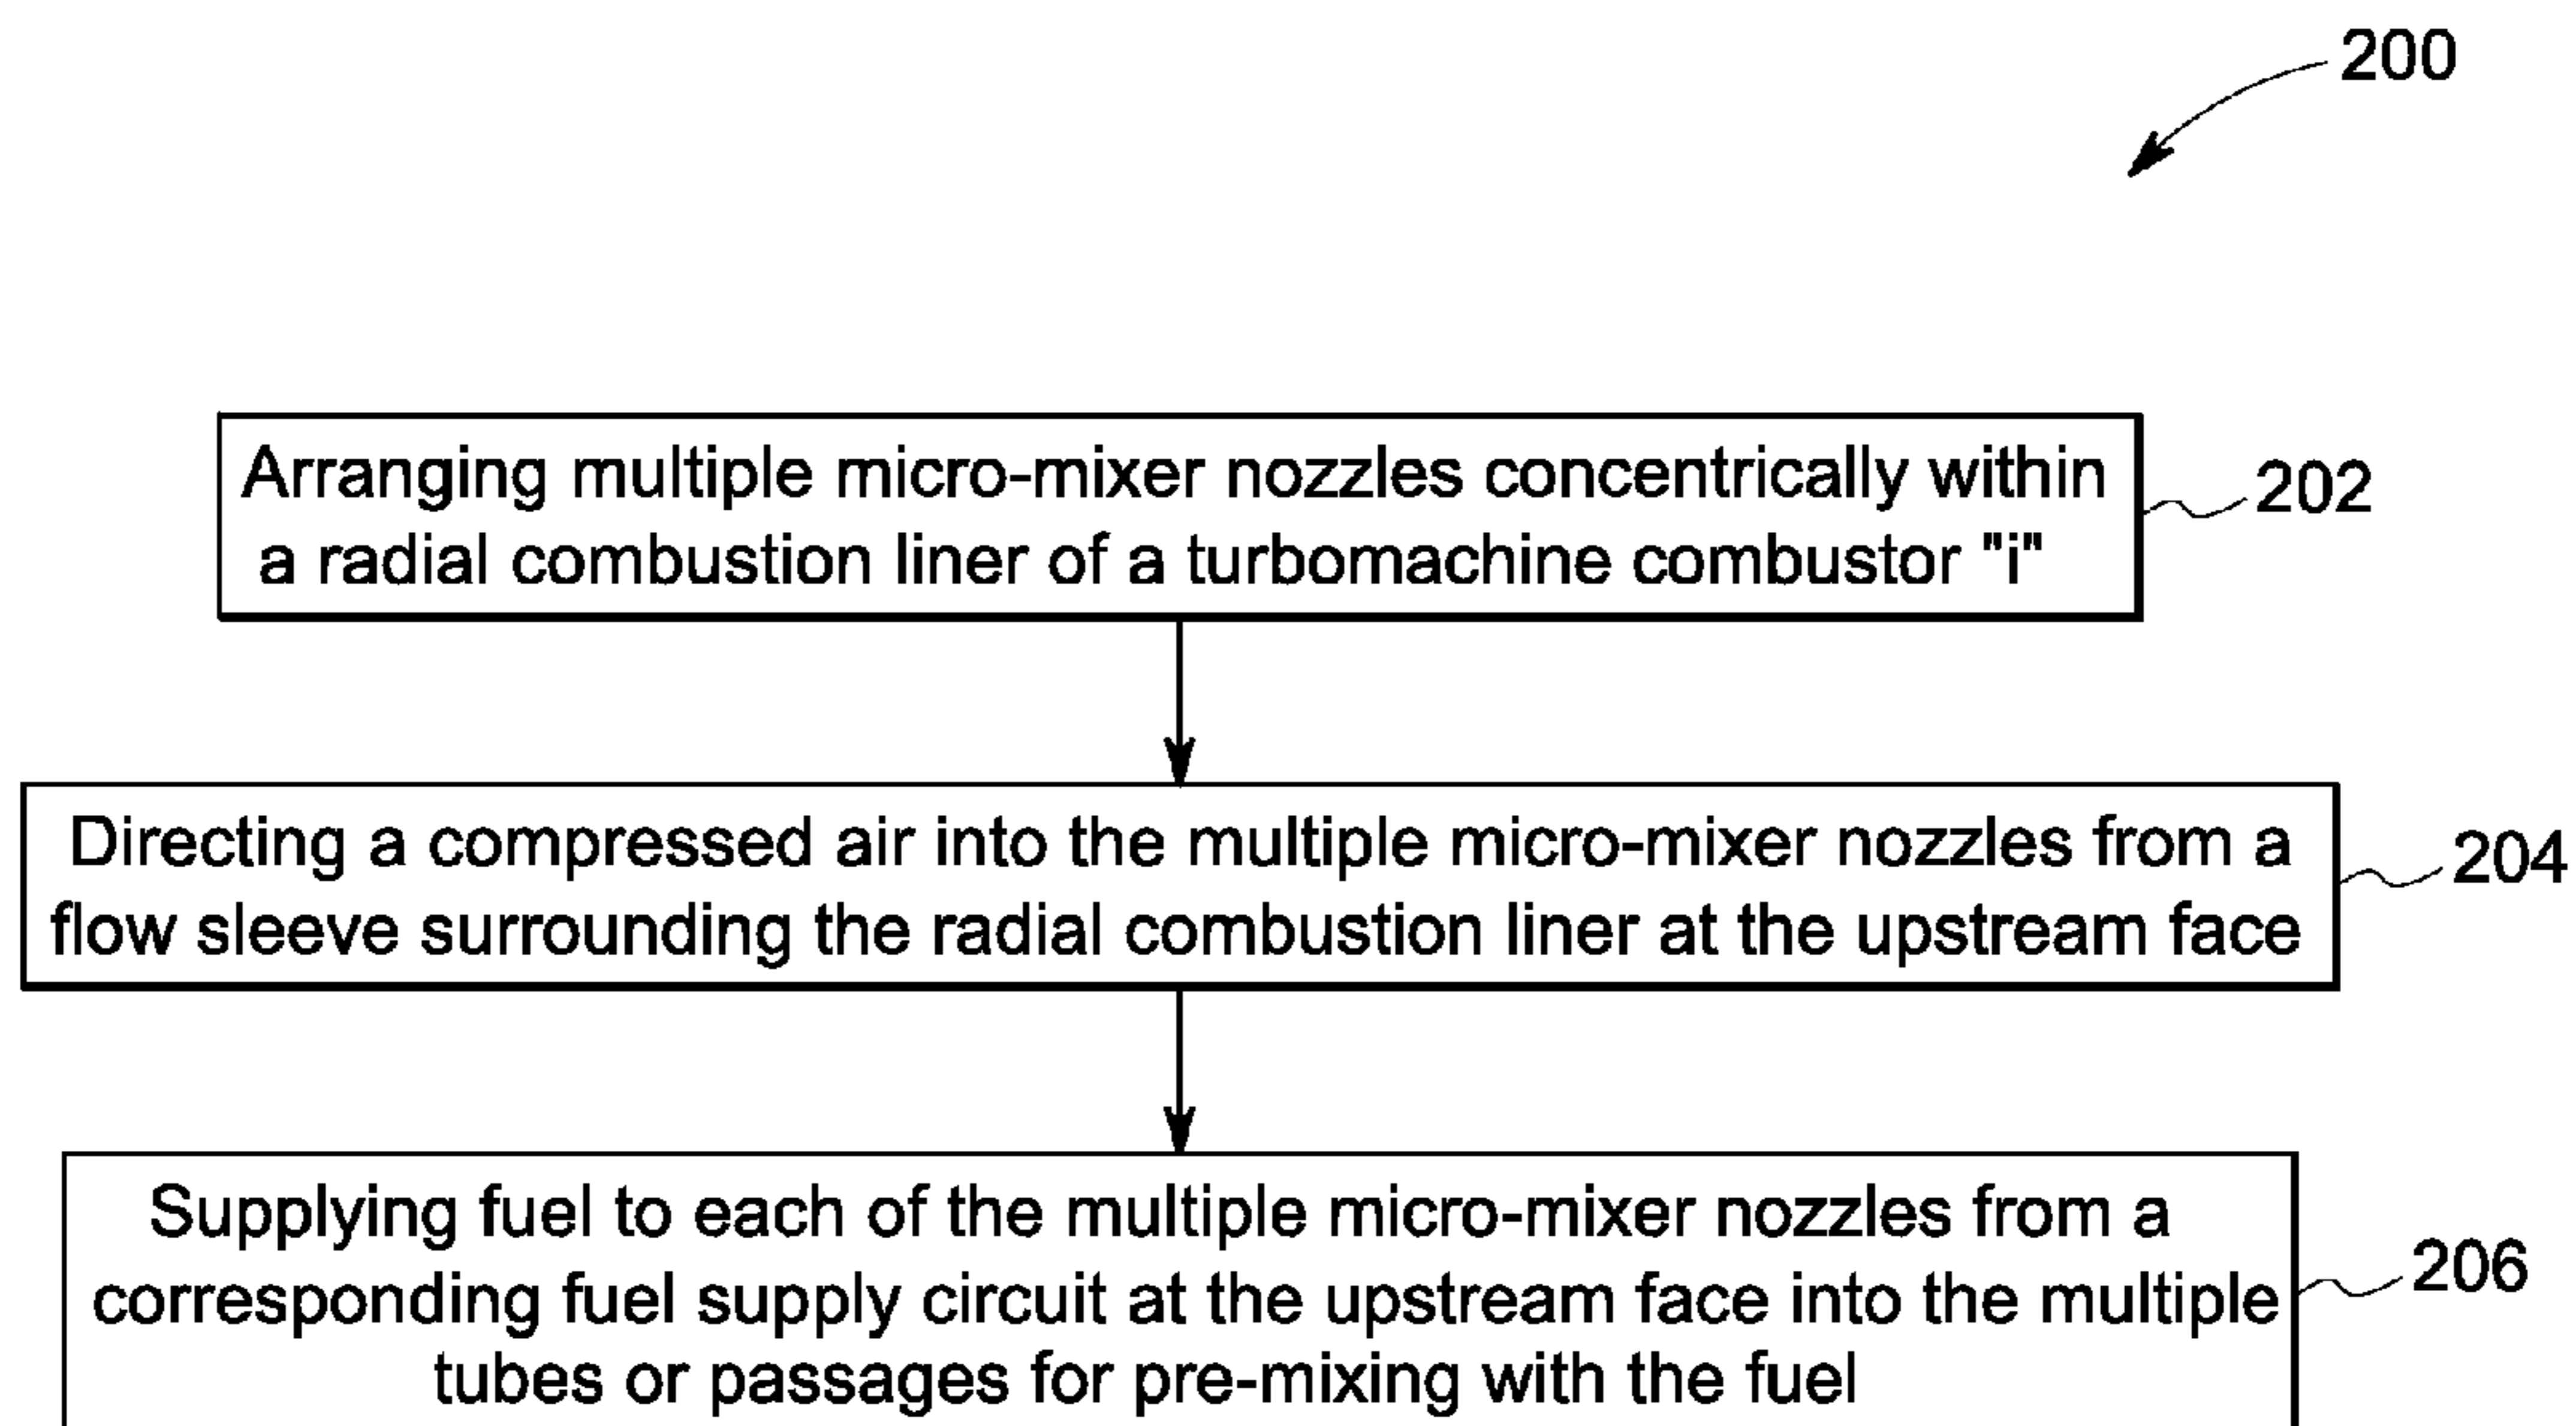 200
Arranging multiple micro-mixer nozzles concentrically within
a radial combustion liner of a turbomachine combustor "i"
202
Directing a compressed air into the multiple micro-mixer nozzles from a
flow sleeve surrounding the radial combustion liner at the upstream face
204
Supplying fuel to each of the multiple micro-mixer nozzles from a
corresponding fuel supply circuit at the upstream face into the multiple
tubes or passages for pre-mixing with the fuel
206